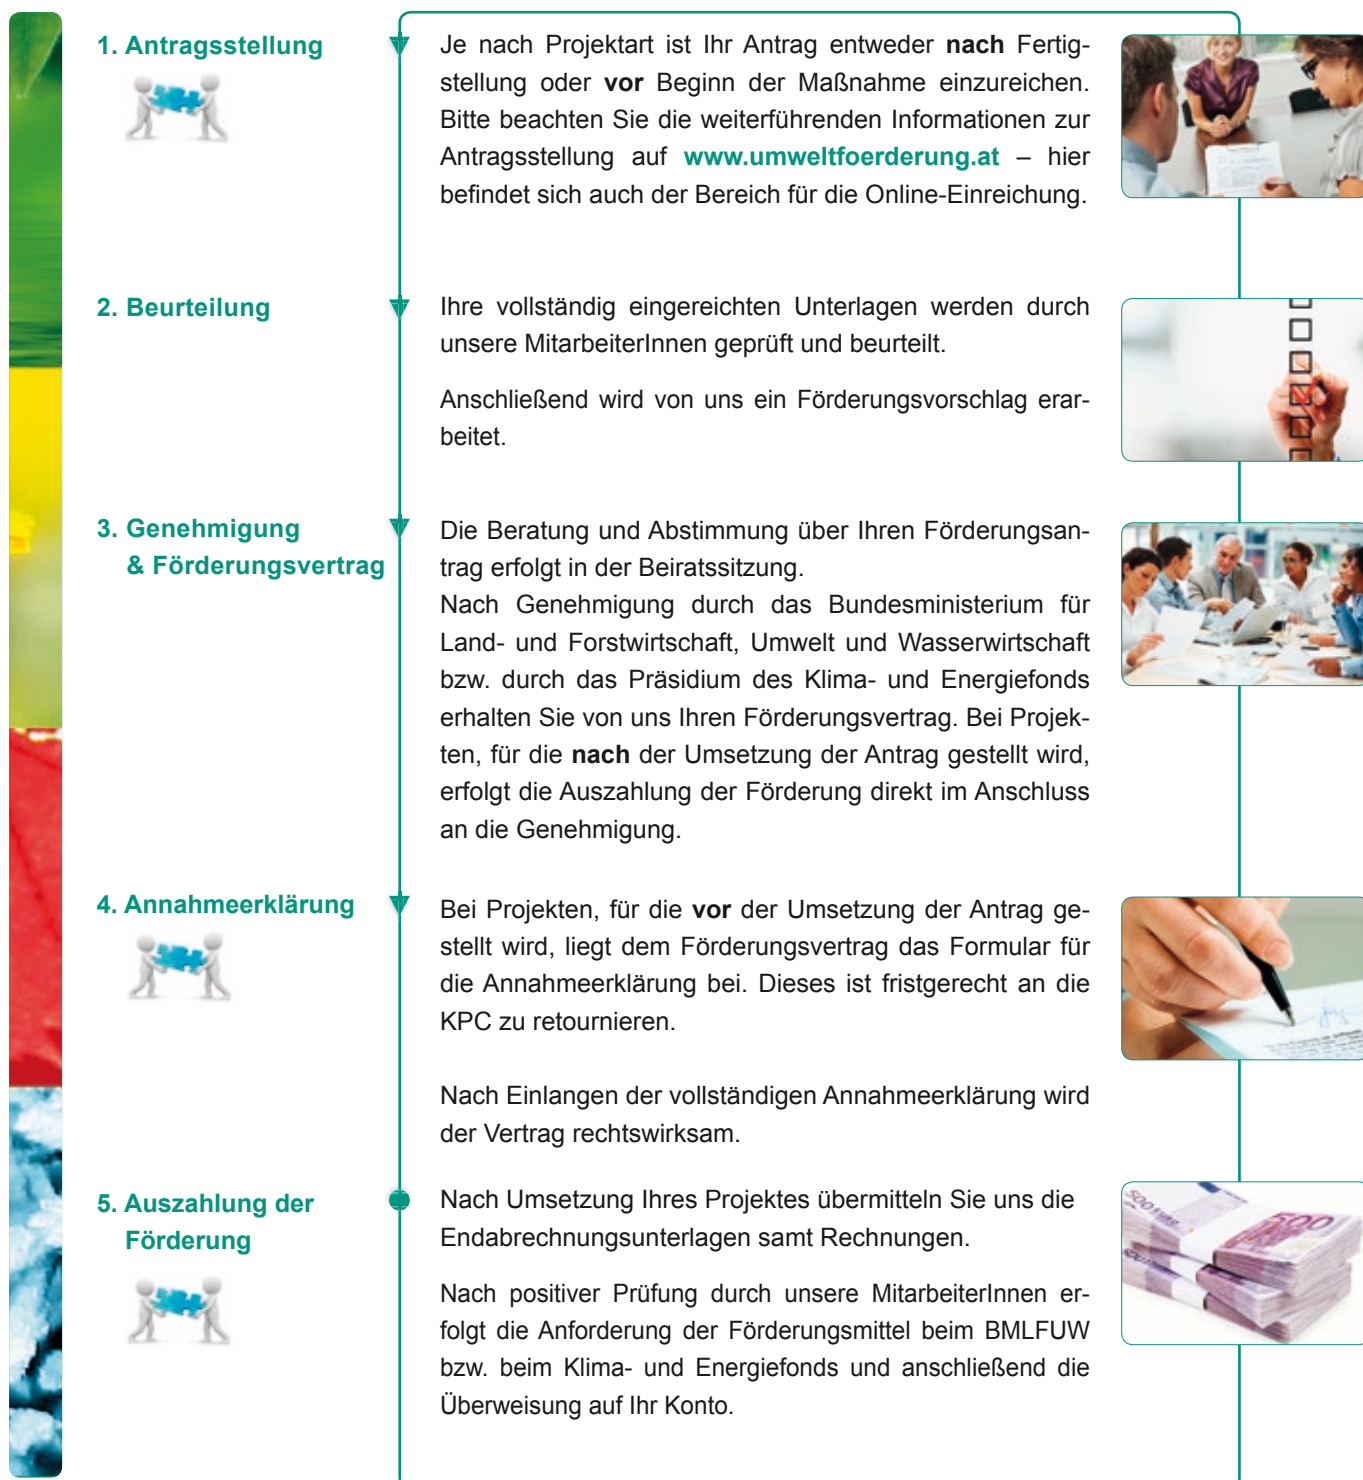 1. Antragsstellung
Je nach Projektart ist Ihr Antrag entweder nach Fertig-
stellung oder vor Beginn der Maßnahme einzureichen.
Bitte beachten Sie die weiterführenden Informationen zur
Antragsstellung auf www.umweltfoerderung.at – hier
befindet sich auch der Bereich für die Online-Einreichung.
2. Beurteilung
Ihre vollständig eingereichten Unterlagen werden durch
unsere MitarbeiterInnen geprüft und beurteilt.
Anschließend wird von uns ein Förderungsvorschlag erar-
beitet.
3. Genehmigung
& Förderungsvertrag
Die Beratung und Abstimmung über Ihren Förderungsan-
trag erfolgt in der Beiratssitzung.
Nach Genehmigung durch das Bundesministerium für
Land- und Forstwirtschaft, Umwelt und Wasserwirtschaft
bzw. durch das Präsidium des Klima- und Energiefonds
erhalten Sie von uns Ihren Förderungsvertrag. Bei Projek-
ten, für die nach der Umsetzung der Antrag gestellt wird,
erfolgt die Auszahlung der Förderung direkt im Anschluss
an die Genehmigung.
4. Annahmeerklärung
Bei Projekten, für die vor der Umsetzung der Antrag ge-
stellt wird, liegt dem Förderungsvertrag das Formular für
die Annahmeerklärung bei. Dieses ist fristgerecht an die
KPC zu retournieren.
Nach Einlangen der vollständigen Annahmeerklärung wird
der Vertrag rechtswirksam.
5. Auszahlung der
Förderung
Nach Umsetzung Ihres Projektes übermitteln Sie uns die
Endabrechnungsunterlagen samt Rechnungen.
Nach positiver Prüfung durch unsere MitarbeiterInnen er-
folgt die Anforderung der Förderungsmittel beim BMLFUW
bzw. beim Klima- und Energiefonds und anschließend die
Überweisung auf Ihr Konto.
500 EURO
500